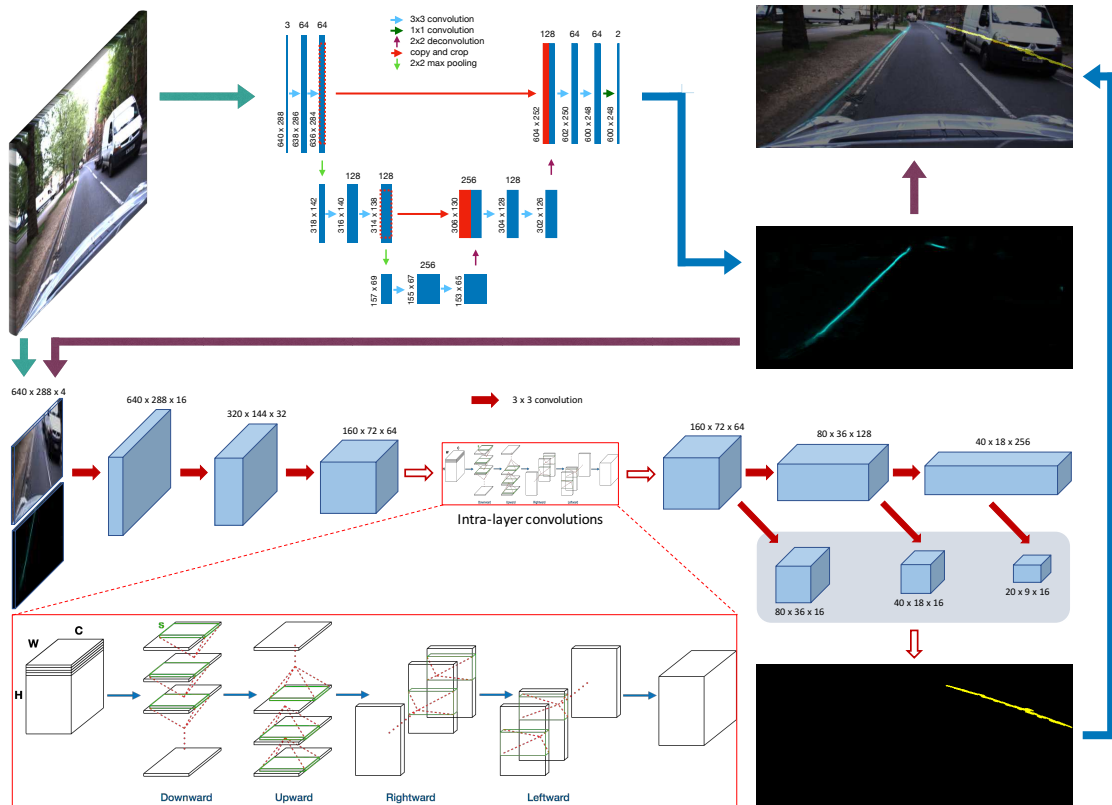 3 64 64
3x3 convolution
1x1 convolution
2x2 deconvolution
copy and crop
2x2 max pooling
128 64 64 2
640 x 288
638 x 286
636 x 284
604 x 252
602 x 250
600 x 248
600 x 248
128 128
256 128
318 x 142
316 x 140
314 x 138
306 x 130
304 x 128
302 x 126
256
157 x 69
155 x 67
153 x 65
640 x 288 x 4
640 x 288 x 16
320 x 144 x 32
160 x 72 x 64
3 x 3 convolution
160 x 72 x 64
80 x 36 x 128
40 x 18 x 256
Downward Upward Rightward Leftward
Intra-layer convolutions
80 x 36 x 16
40 x 18 x 16
20 x 9 x 16
W C
S
H
Downward Upward Rightward Leftward